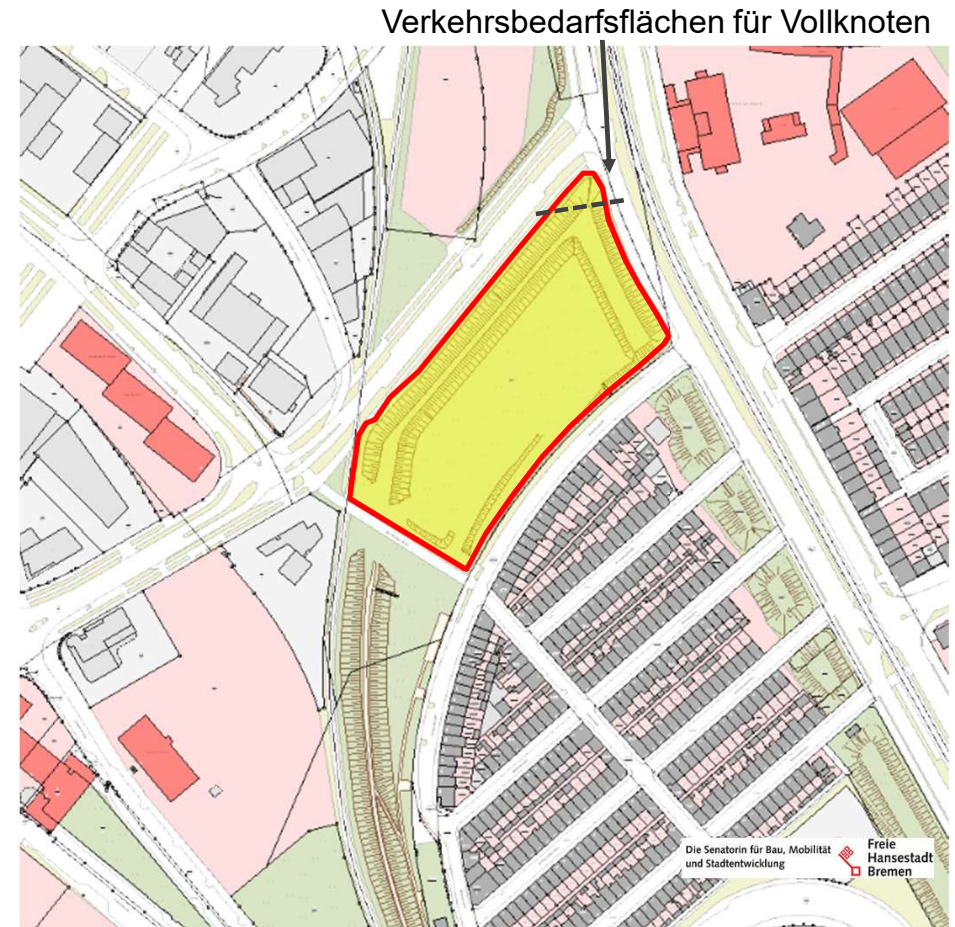 Verkehrsbedarfsflächen für Vollknoten
Die Senatorin für Bau, Mobilität
und Stadtentwicklung
Freie
Hansestadt
Bremen